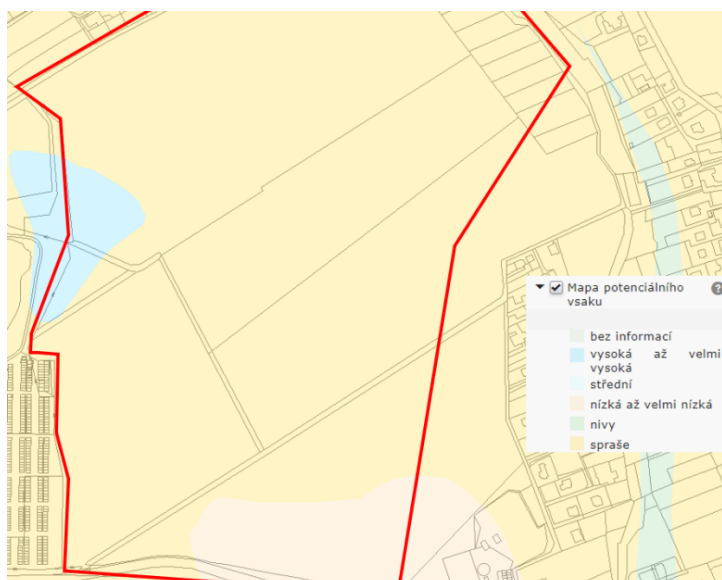 Mapa potenciálního
vsaku
bez informací
vysoká až velmi
vysoká
střední
nízká až velmi nízká
nivy
spraše